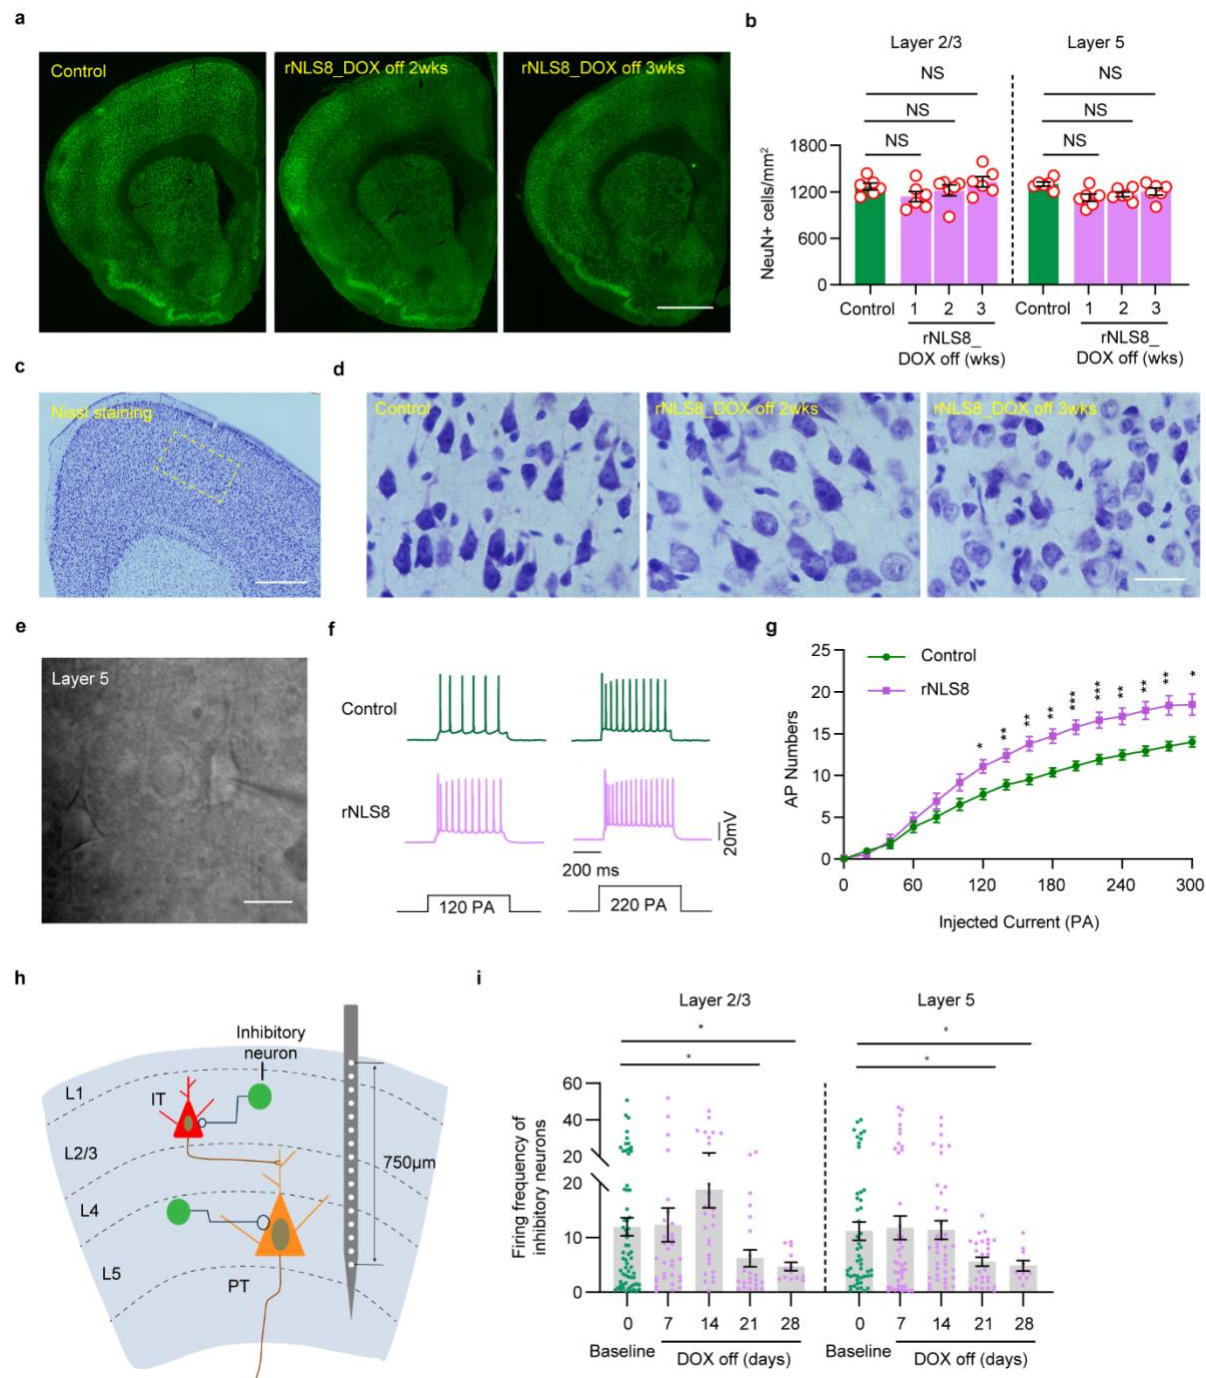 a
Control
rNLS8_DOX off 2wks
rNLS8_DOX off 3wks
b
Layer 2/3
Layer 5
NS
NS
NS
NS
NS
NS
NeuN+ cells/mm²
1800
1200
600
0
Control
1
2
3
Control
1
2
3
rNLS8_
DOX off (wks)
rNLS8_
DOX off (wks)
c
Nissl staining
d
Control
rNLS8_DOX off 2wks
rNLS8_DOX off 3wks
e
Layer 5
f
Control
rNLS8
20mV
200 ms
120 PA
220 PA
g
Control
rNLS8
AP Numbers
25
20
15
10
5
0
* ** ** ** *** *** ** ** ** *
0
60
120
180
240
300
Injected Current (PA)
h
Inhibitory
neuron
L1
IT
L2/3
750µm
L4
L5
PT
i
Layer 2/3
Layer 5
*
*
*
*
Firing frequency of
inhibitory neurons
60
40
20
20
10
0
0
7
14
21
28
0
7
14
21
28
Baseline
DOX off (days)
Baseline
DOX off (days)